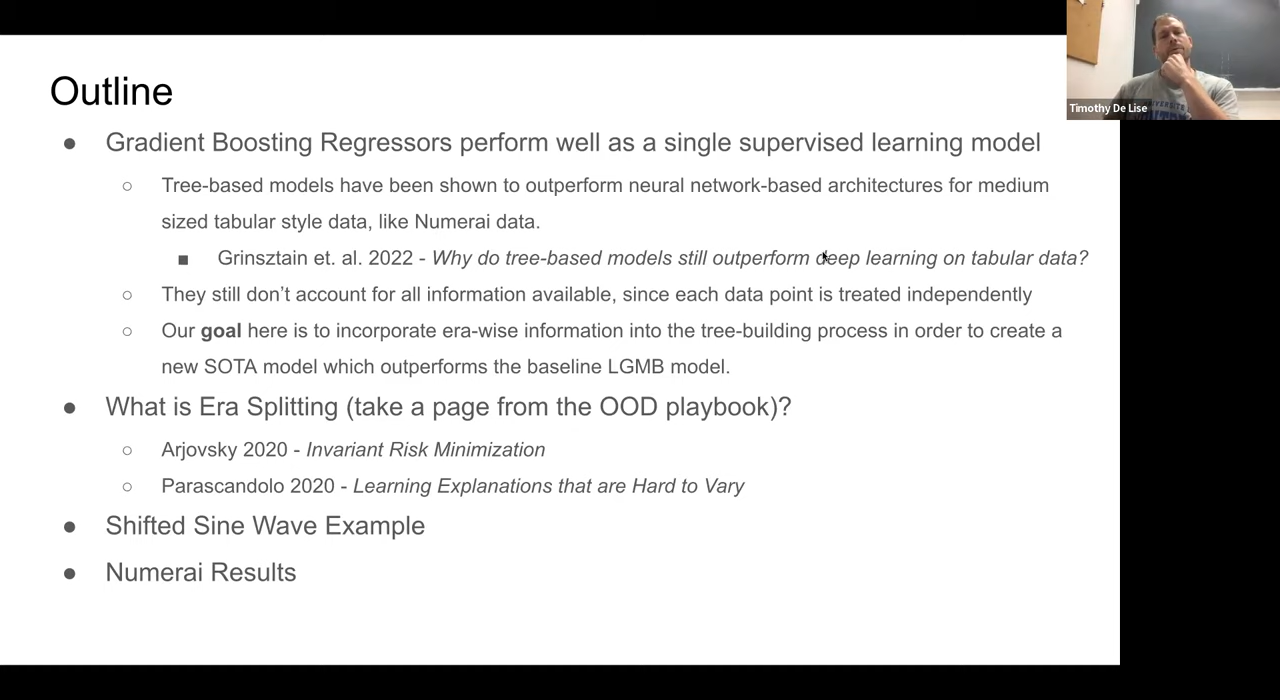 Outline
● Gradient Boosting Regressors perform well as a single supervised learning model
○ Tree-based models have been shown to outperform neural network-based architectures for medium
sized tabular style data, like Numerai data.
■ Grinsztain et. al. 2022 - Why do tree-based models still outperform deep learning on tabular data?
○ They still don’t account for all information available, since each data point is treated independently
○ Our goal here is to incorporate era-wise information into the tree-building process in order to create a
new SOTA model which outperforms the baseline LGMB model.
● What is Era Splitting (take a page from the OOD playbook)?
○ Arjovsky 2020 - Invariant Risk Minimization
○ Parascandolo 2020 - Learning Explanations that are Hard to Vary
● Shifted Sine Wave Example
● Numerai Results
Timothy De Lise